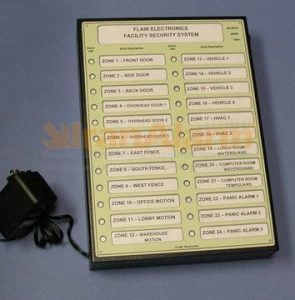 FLAIR ELECTRONICS
FACILITY SECURITY SYSTEM
ZONE 1 – FRONT DOOR
ZONE 2 – SIDE DOOR
ZONE 3 – BACK DOOR
ZONE 4 – OVERHEAD DOOR 1
ZONE 5 – OVERHEAD DOOR 2
ZONE 6 – OVERHEAD DOOR 3
ZONE 7 – EAST FENCE
ZONE 8 – SOUTH FENCE
ZONE 9 – WEST FENCE
ZONE 10 – OFFICE MOTION
ZONE 11 – LOBBY MOTION
ZONE 12 – WAREHOUSE
MOTION
ZONE 13 – VEHICLE 1
ZONE 14 – VEHICLE 2
ZONE 15 – VEHICLE 3
ZONE 16 – VEHICLE 4
ZONE 17 – HVAC 1
ZONE 18 – HVAC 2
ZONE 19 – LUNCH ROOM
WATERGUARD
ZONE 20 – COMPUTER ROOM
WATERGUARD
ZONE 21 – COMPUTER ROOM
TEMPGUARD
ZONE 22 – PANIC ALARM 1
ZONE 23 – PANIC ALARM 2
ZONE 24 – PANIC ALARM 3
Flair Electronics